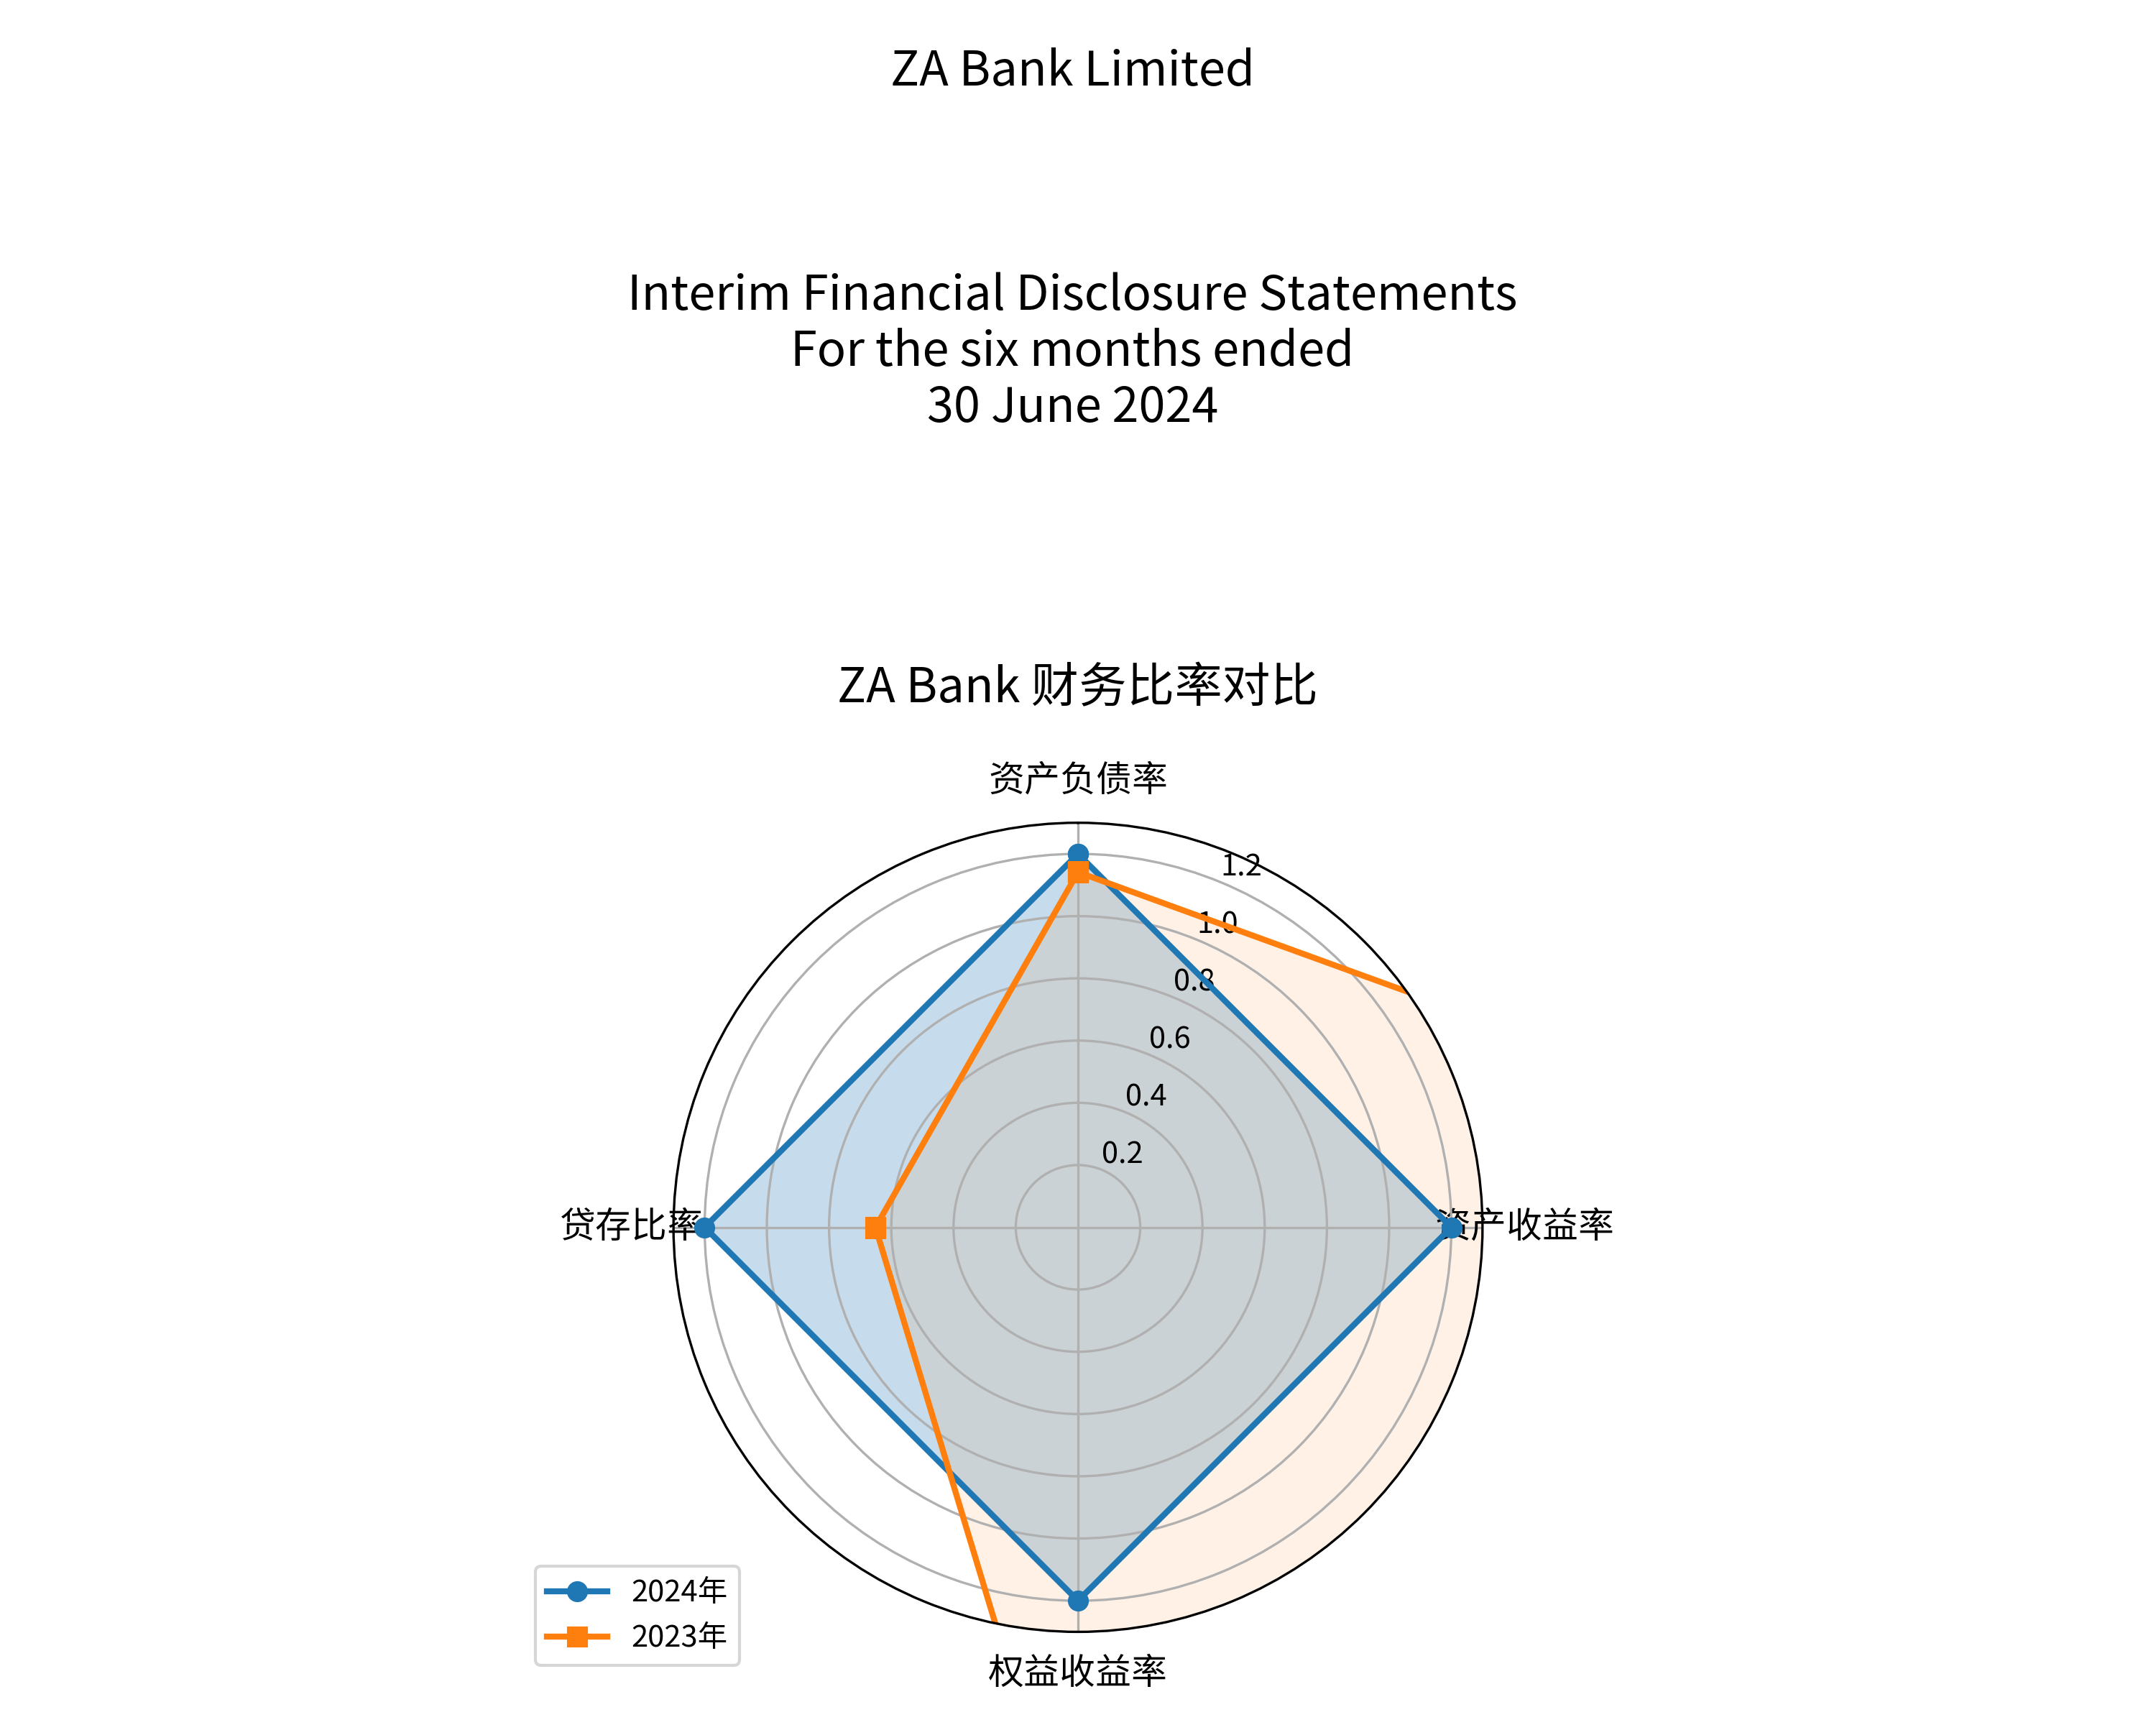 ZA Bank Limited
Interim Financial Disclosure Statements
For the six months ended
30 June 2024
ZA Bank 财务比率对比
资产负债率
1.2
1.0
0.8
0.6
0.4
0.2
贷存比率
资产收益率
权益收益率
2024年
2023年